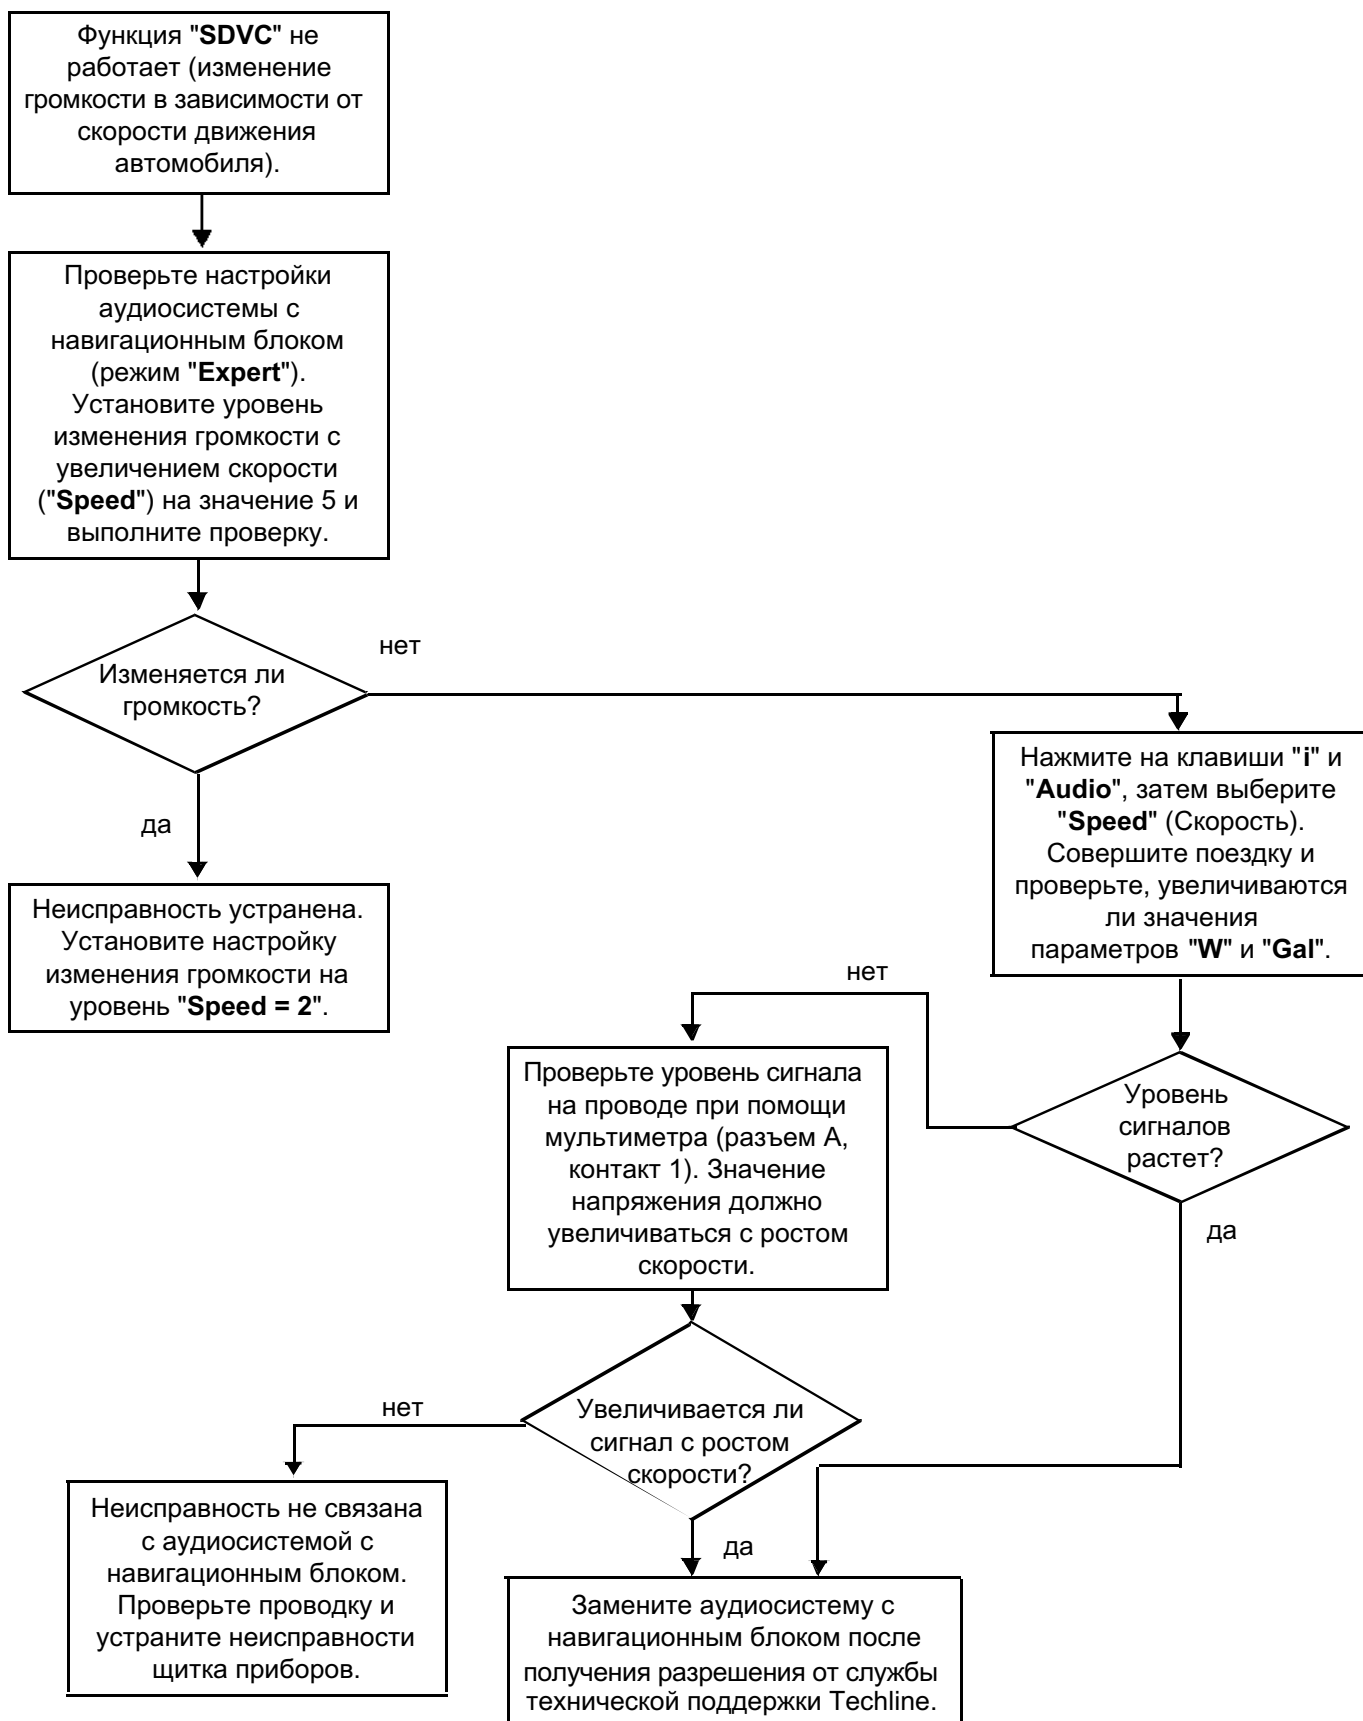 Функция "SDVC" не
работает (изменение
громкости в зависимости от
скорости движения
автомобиля).
Проверьте настройки
аудиосистемы с
навигационным блоком
(режим "Expert").
Установите уровень
изменения громкости с
увеличением скорости
("Speed") на значение 5 и
выполните проверку.
Изменяется ли
громкость?
нет
да
Неисправность устранена.
Установите настройку
изменения громкости на
уровень "Speed = 2".
Нажмите на клавиши "i" и
"Audio", затем выберите
"Speed" (Скорость).
Совершите поездку и
проверьте, увеличиваются
ли значения
параметров "W" и "Gal".
Уровень
сигналов
растет?
нет
да
Проверьте уровень сигнала
на проводе при помощи
мультиметра (разъем А,
контакт 1). Значение
напряжения должно
увеличиваться с ростом
скорости.
Увеличивается ли
сигнал с ростом
скорости?
нет
да
Неисправность не связана
с аудиосистемой с
навигационным блоком.
Проверьте проводку и
устраните неисправности
щитка приборов.
Замените аудиосистему с
навигационным блоком после
получения разрешения от службы
технической поддержки Techline.